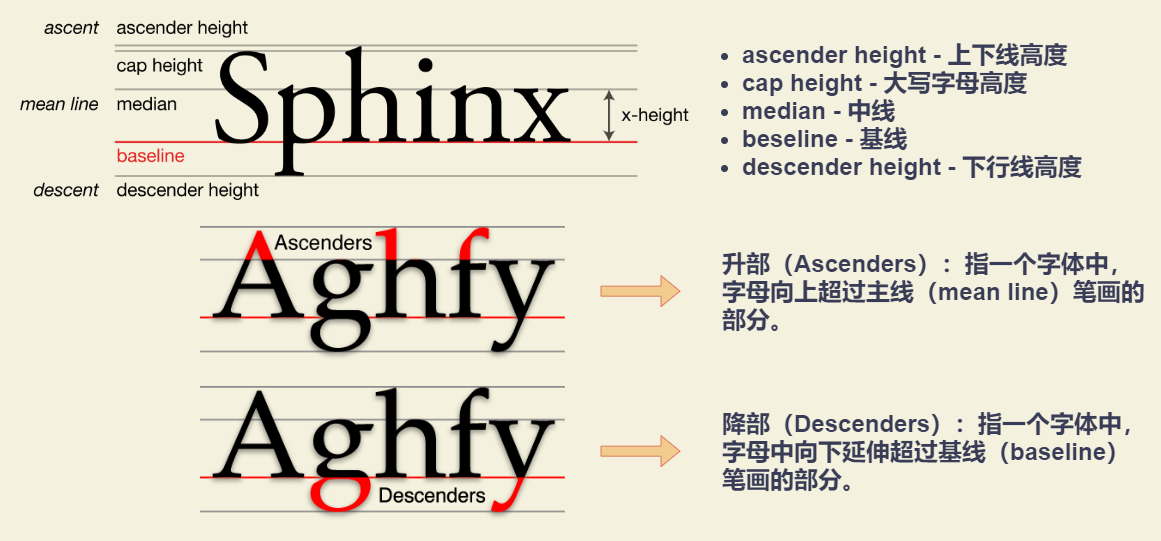 ascent ascender height
cap height
mean line median
Sphinx
x-height
baseline
descent descender height
• ascender height - 上下线高度
• cap height - 大写字母高度
• median - 中线
• beseline - 基线
• descender height - 下行线高度
Ascenders
Aghfy
升部（Ascenders）：指一个字体中，
字母向上超过主线（mean line）笔画的
部分。
Aghfy
Descenders
降部（Descenders）：指一个字体中，
字母中向下延伸超过基线（baseline）
笔画的部分。